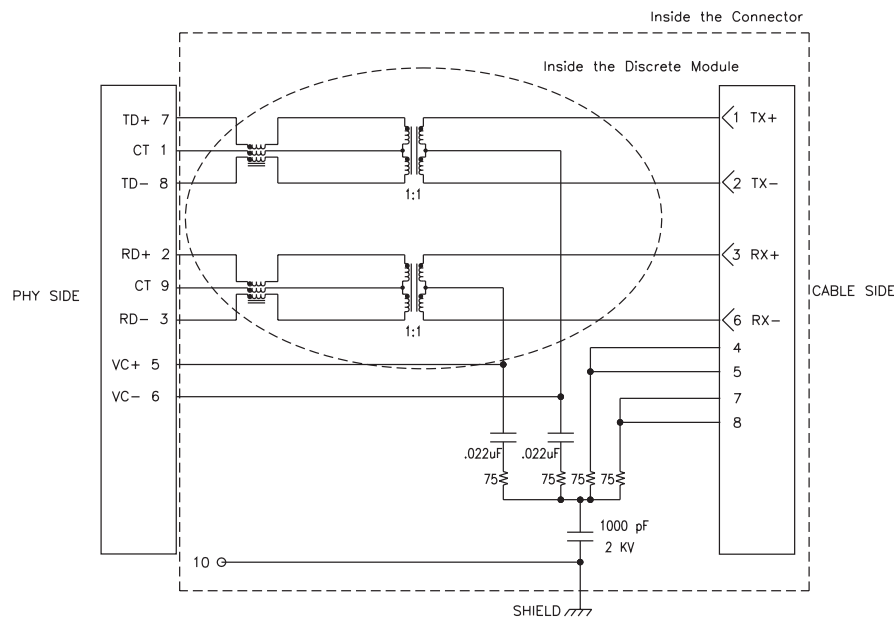 Inside the Connector
Inside the Discrete Module
TD+ 7
1 TX+
CT 1
TD- 8
2 TX-
1:1
RD+ 2
3 RX+
CT 9
PHY SIDE
CABLE SIDE
RD- 3
6 RX-
1:1
4
VC+ 5
5
VC- 6
7
8
.022uF
.022uF
75
75
75
75
1000 pF
2 KV
10
SHIELD